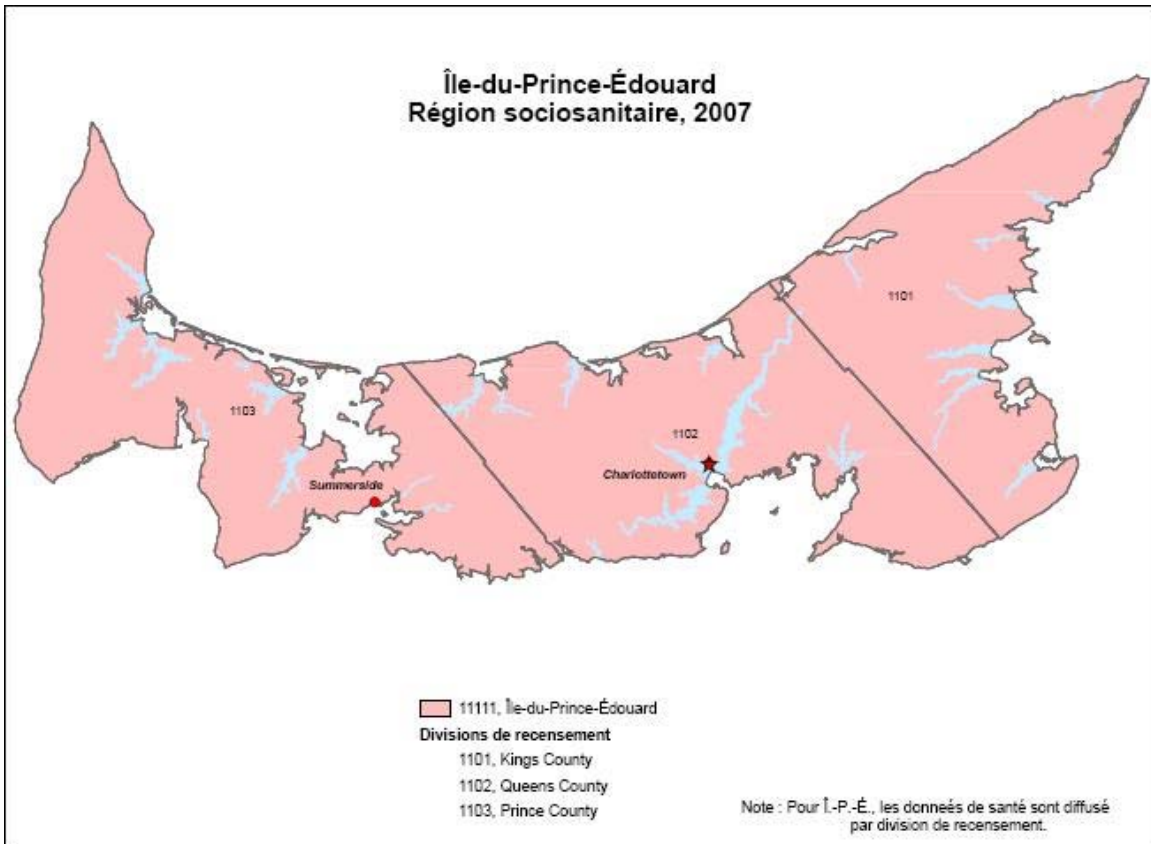 Île-du-Prince-Édouard
Région sociosanitaire, 2007
1101
1103
1102
Charlottetown
Summerside
11111, Île-du-Prince-Édouard
Divisions de recensement
1101, Kings County
1102, Queens County
1103, Prince County
Note : Pour Î.-P.-É., les donneés de santé sont diffusé
par division de recensement.